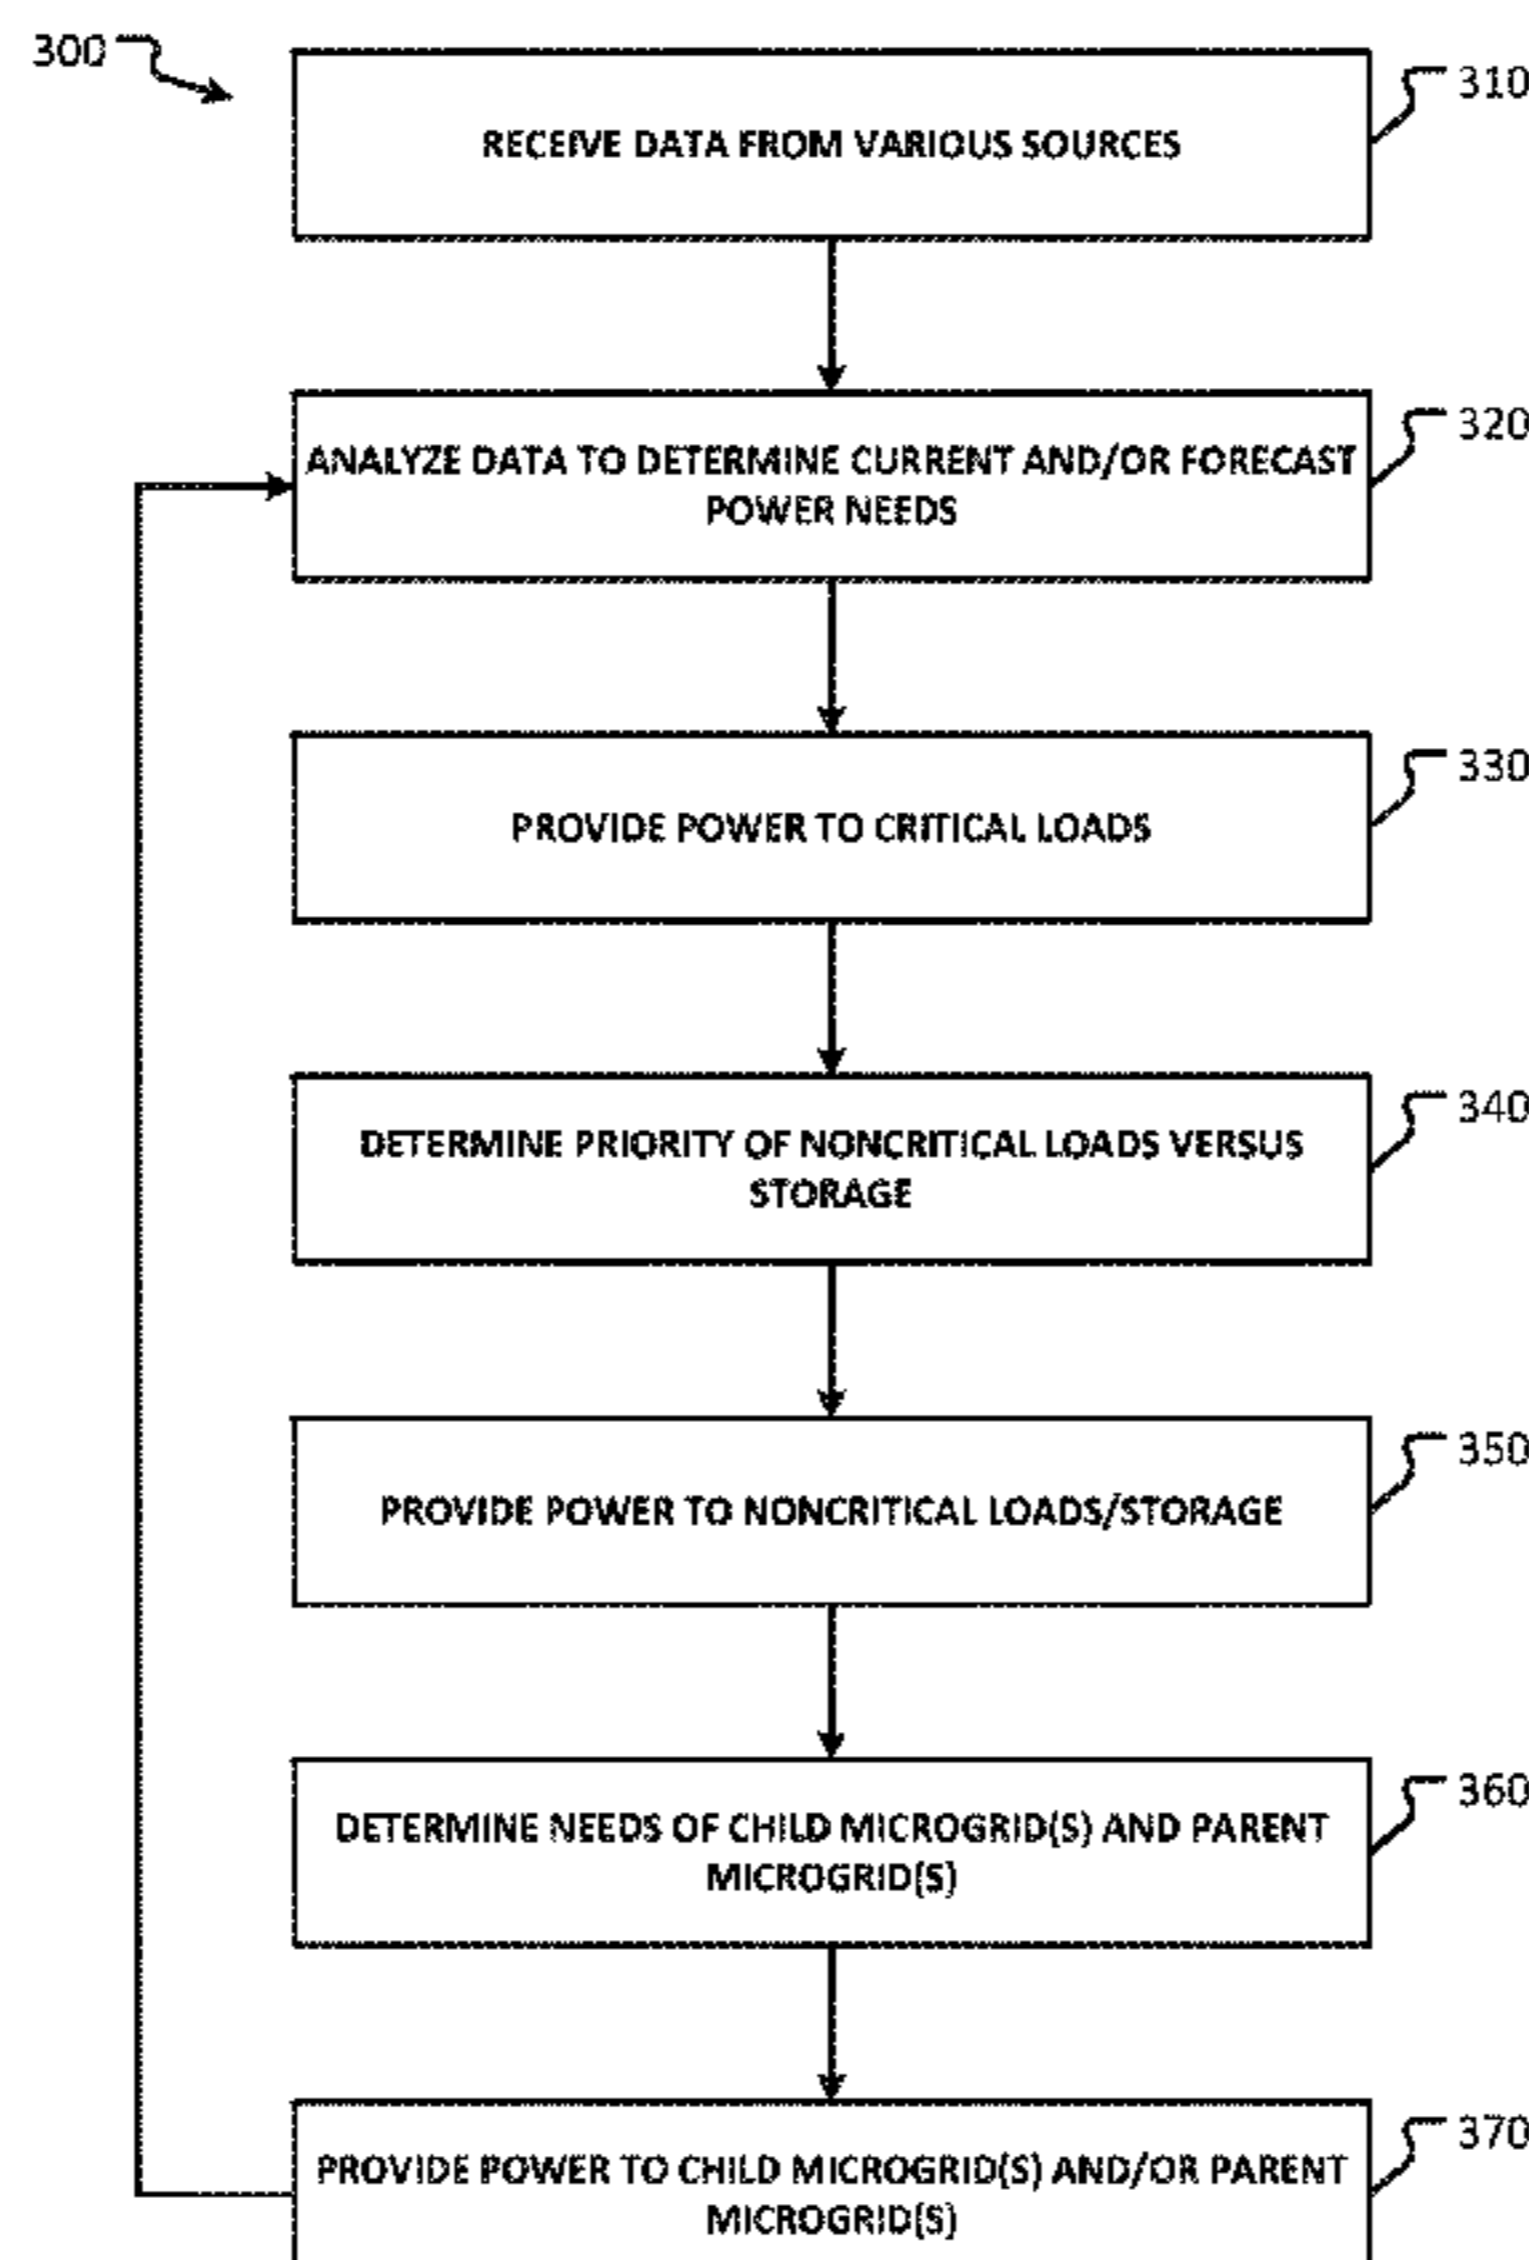 300
310
RECEIVE DATA FROM VARIOUS SOURCES
320
ANALYZE DATA TO DETERMINE CURRENT AND/OR FORECAST
POWER NEEDS
330
PROVIDE POWER TO CRITICAL LOADS
340
DETERMINE PRIORITY OF NONCRITICAL LOADS VERSUS
STORAGE
350
PROVIDE POWER TO NONCRITICAL LOADS/STORAGE
360
DETERMINE NEEDS OF CHILD MICROGRID(S) AND PARENT
MICROGRID(S)
370
PROVIDE POWER TO CHILD MICROGRID(S) AND/OR PARENT
MICROGRID(S)